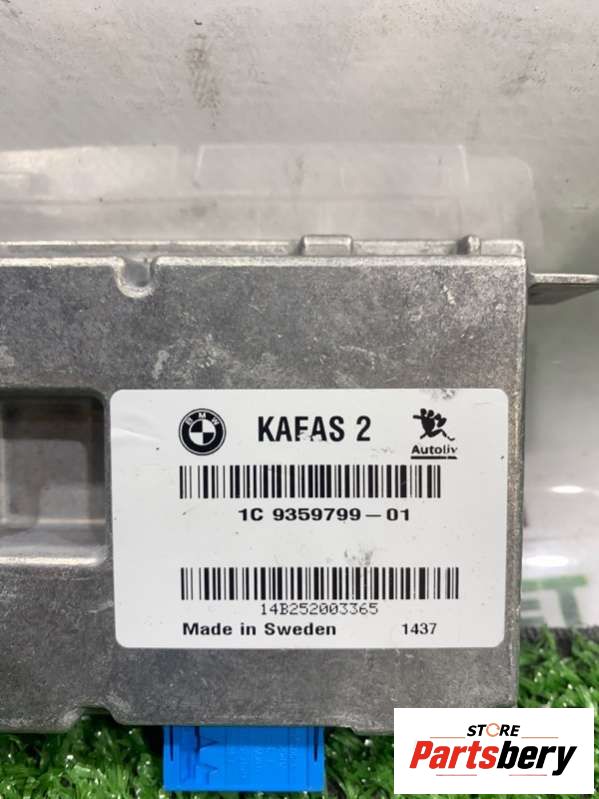 BMW
KAFAS 2
Autoliv
1C 9359799-01
14B252003365
Made in Sweden 1437
STORE
Partsbery